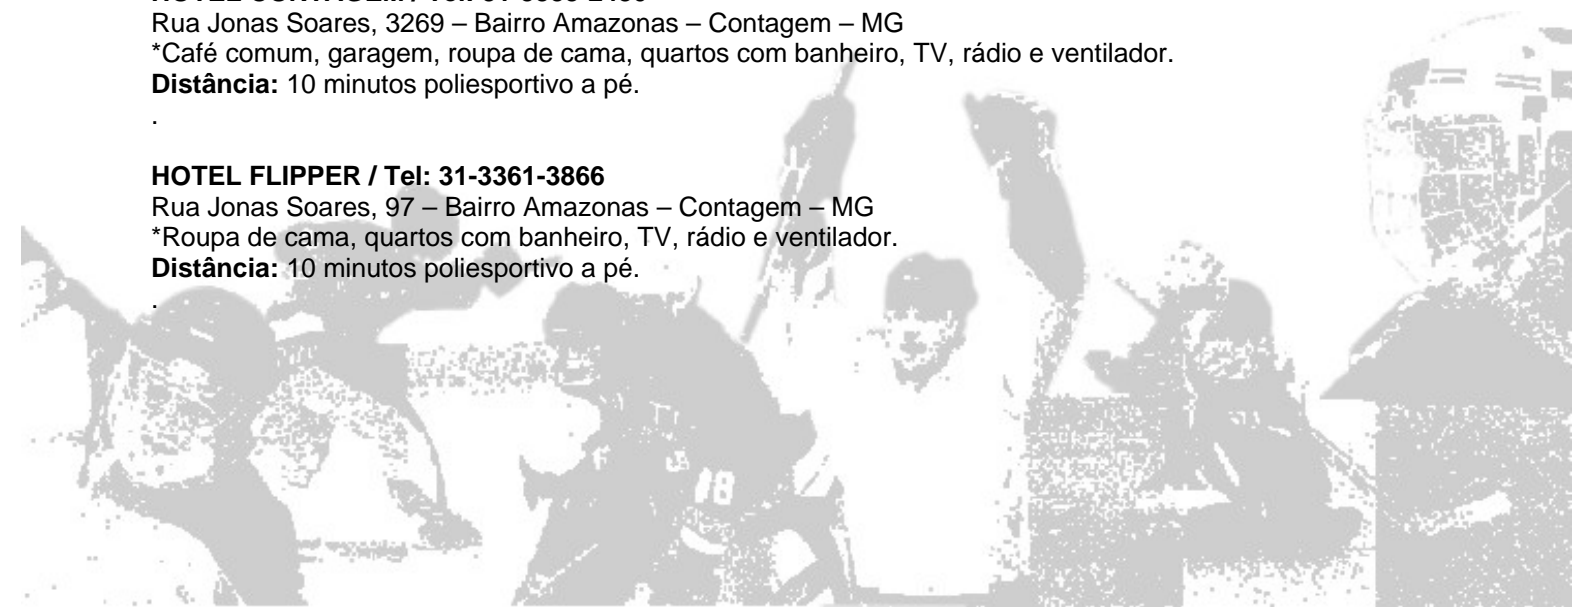 Rua Jonas Soares, 3269 – Bairro Amazonas – Contagem – MG
*Café comum, garagem, roupa de cama, quartos com banheiro, TV, rádio e ventilador.
Distância: 10 minutos poliesportivo a pé.
.
HOTEL FLIPPER / Tel: 31-3361-3866
Rua Jonas Soares, 97 – Bairro Amazonas – Contagem – MG
*Roupa de cama, quartos com banheiro, TV, rádio e ventilador.
Distância: 10 minutos poliesportivo a pé.
.
18